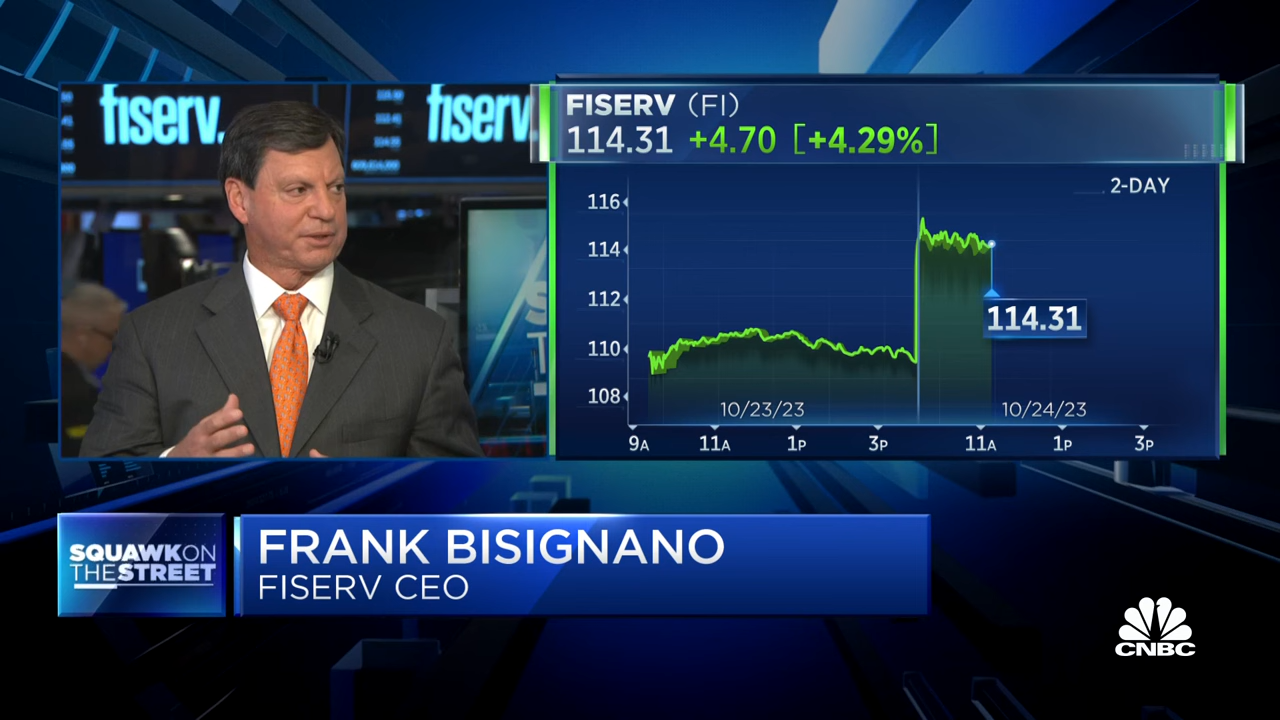 fiserv.
fiserv.
FISERV (FI)
114.31 +4.70 [+4.29%]
2-DAY
116
114
112
110
108
114.31
10/23/23
10/24/23
9A 11A 1P 3P 11A 1P 3P
SQUAWK ON
THE STREET
FRANK BISIGNANO
FISERV CEO
CNBC